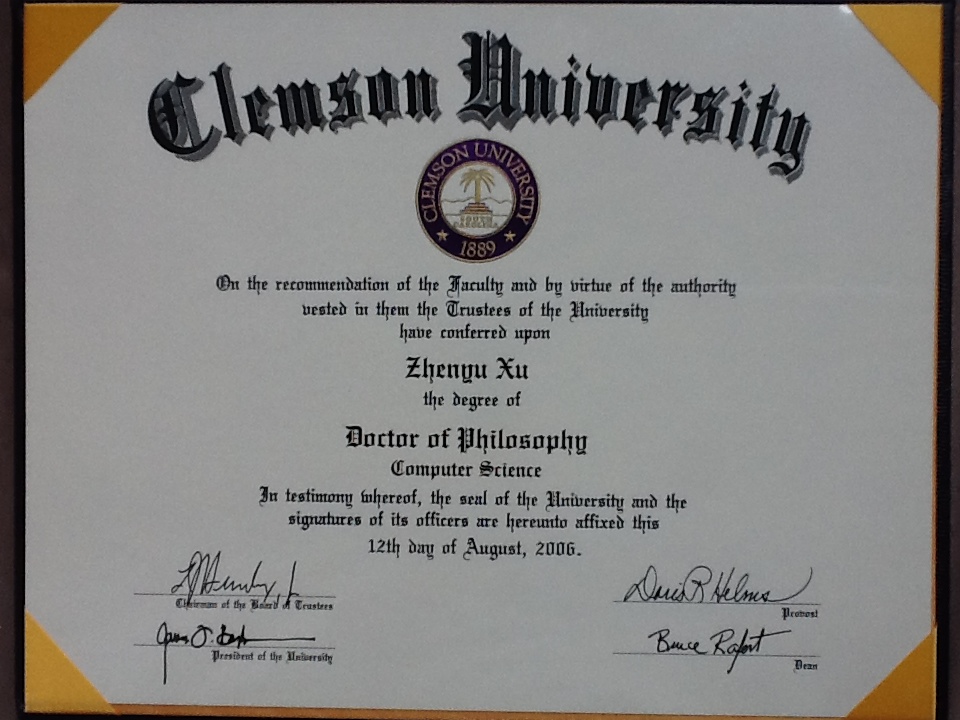 Clemson University
CLEMSON UNIVERSITY
SOUTH
CAROLINA
1889
On the recommendation of the Faculty and by virtue of the authority
vested in them the Trustees of the University
have conferred upon
Zhenyu Xu
the degree of
Doctor of Philosophy
Computer Science
In testimony whereof, the seal of the University and the
signatures of its officers are hereunto affixed this
12th day of August, 2006.
Doris R Helms
Chairman of the Board of Trustees
Provost
Bruce Rafert
President of the University
Dean